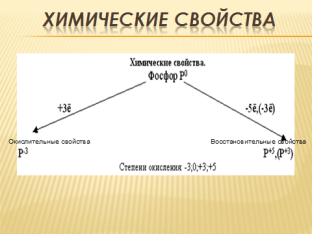 ХИМИЧЕСКИЕ СВОЙСТВА
Химические свойства.
Фосфор P⁰
+3ē -5ē,(-3ē)
Окислительные свойства Восстановительные свойства
P⁻³ P⁺⁵,(P⁺³)
Степени окисления -3;0;+3;+5